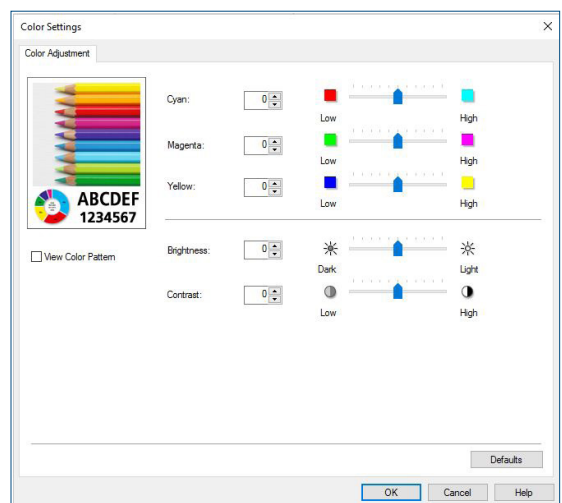 Color Settings
Color Adjustment
ABCDEF
1234567
View Color Pattern
Cyan: 0
Low High
Magenta: 0
Low High
Yellow: 0
Low High
Brightness: 0
Dark Light
Contrast: 0
Low High
Defaults
OK Cancel Help